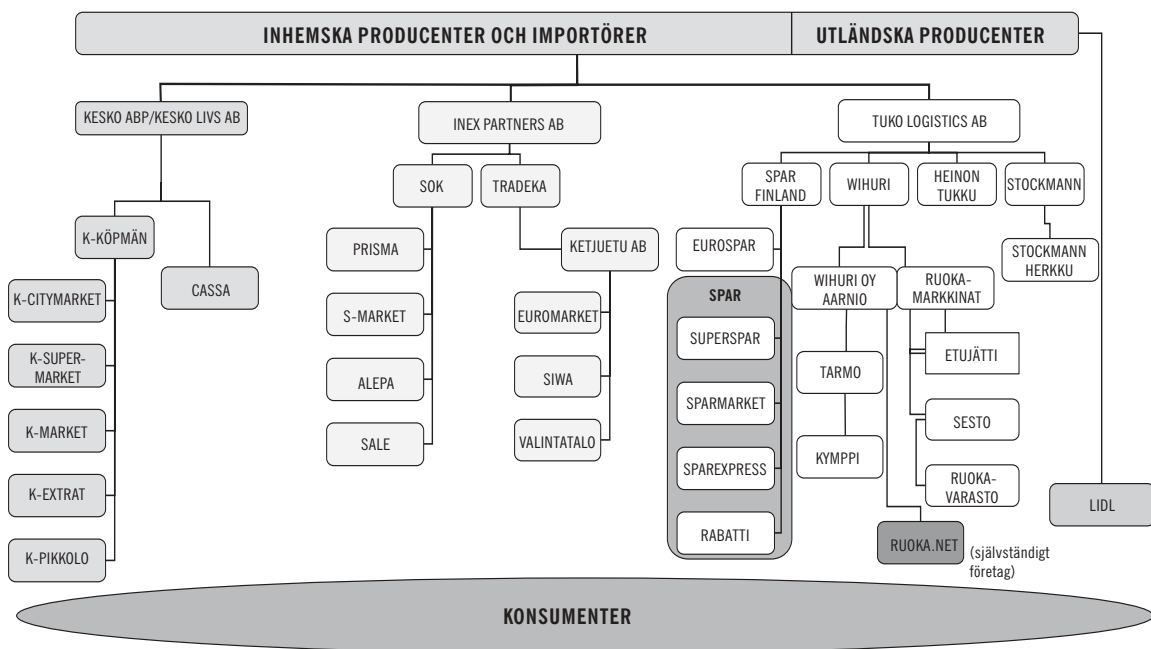 INHEMSKA PRODUCENTER OCH IMPORTÖRER
UTLÄNDSKA PRODUCENTER
KESKO ABP/KESKO LIVS AB
INEX PARTNERS AB
TUKO LOGISTICS AB
SOK
TRADEKA
SPAR
FINLAND
WIHURI
HEINON
TUKKU
STOCKMANN
K-KÖPMÄN
CASSA
PRISMA
KETJUETU AB
EUROSPAR
STOCKMANN
HERKKU
K-CITYMARKET
S-MARKET
EUROMARKET
SPAR
SUPERSPAR
WIHURI OY
AARNIO
RUOKA-
MARKKINAT
K-SUPER-
MARKET
ALEPA
SIWA
SPARMARKET
TARMO
ETUJÄTTI
K-MARKET
SALE
VALINTATALO
SPAREXPRESS
KYMPPI
SESTO
K-EXTRAT
RABATTI
RUOKA-
VARASTO
LIDL
K-PIKKOLO
RUOKA.NET
(självständigt
företag)
KONSUMENTER